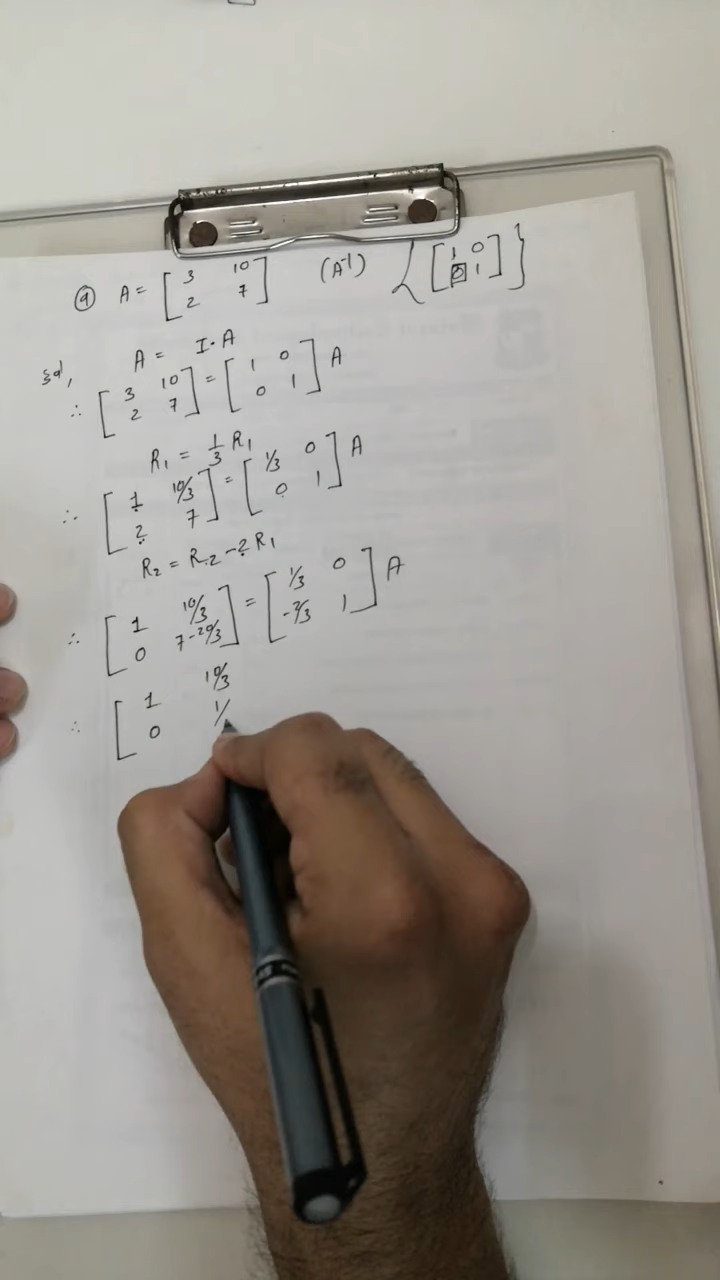 (9) A = [ 3 10 ] (A⁻¹) { [ 1 0 ] }
[ 2 7 ] [ 0 1 ]
Sol, A = I·A
∴ [ 3 10 ] = [ 1 0 ] A
[ 2 7 ] [ 0 1 ]
R₁ = 1/3 R₁
∴ [ 1 10/3 ] = [ 1/3 0 ] A
[ 2 7 ] [ 0 1 ]
R₂ = R₂ - 2R₁
∴ [ 1 10/3 ] = [ 1/3 0 ] A
[ 0 7-20/3 ] [ -2/3 1 ]
∴ [ 1 10/3
[ 0 1/